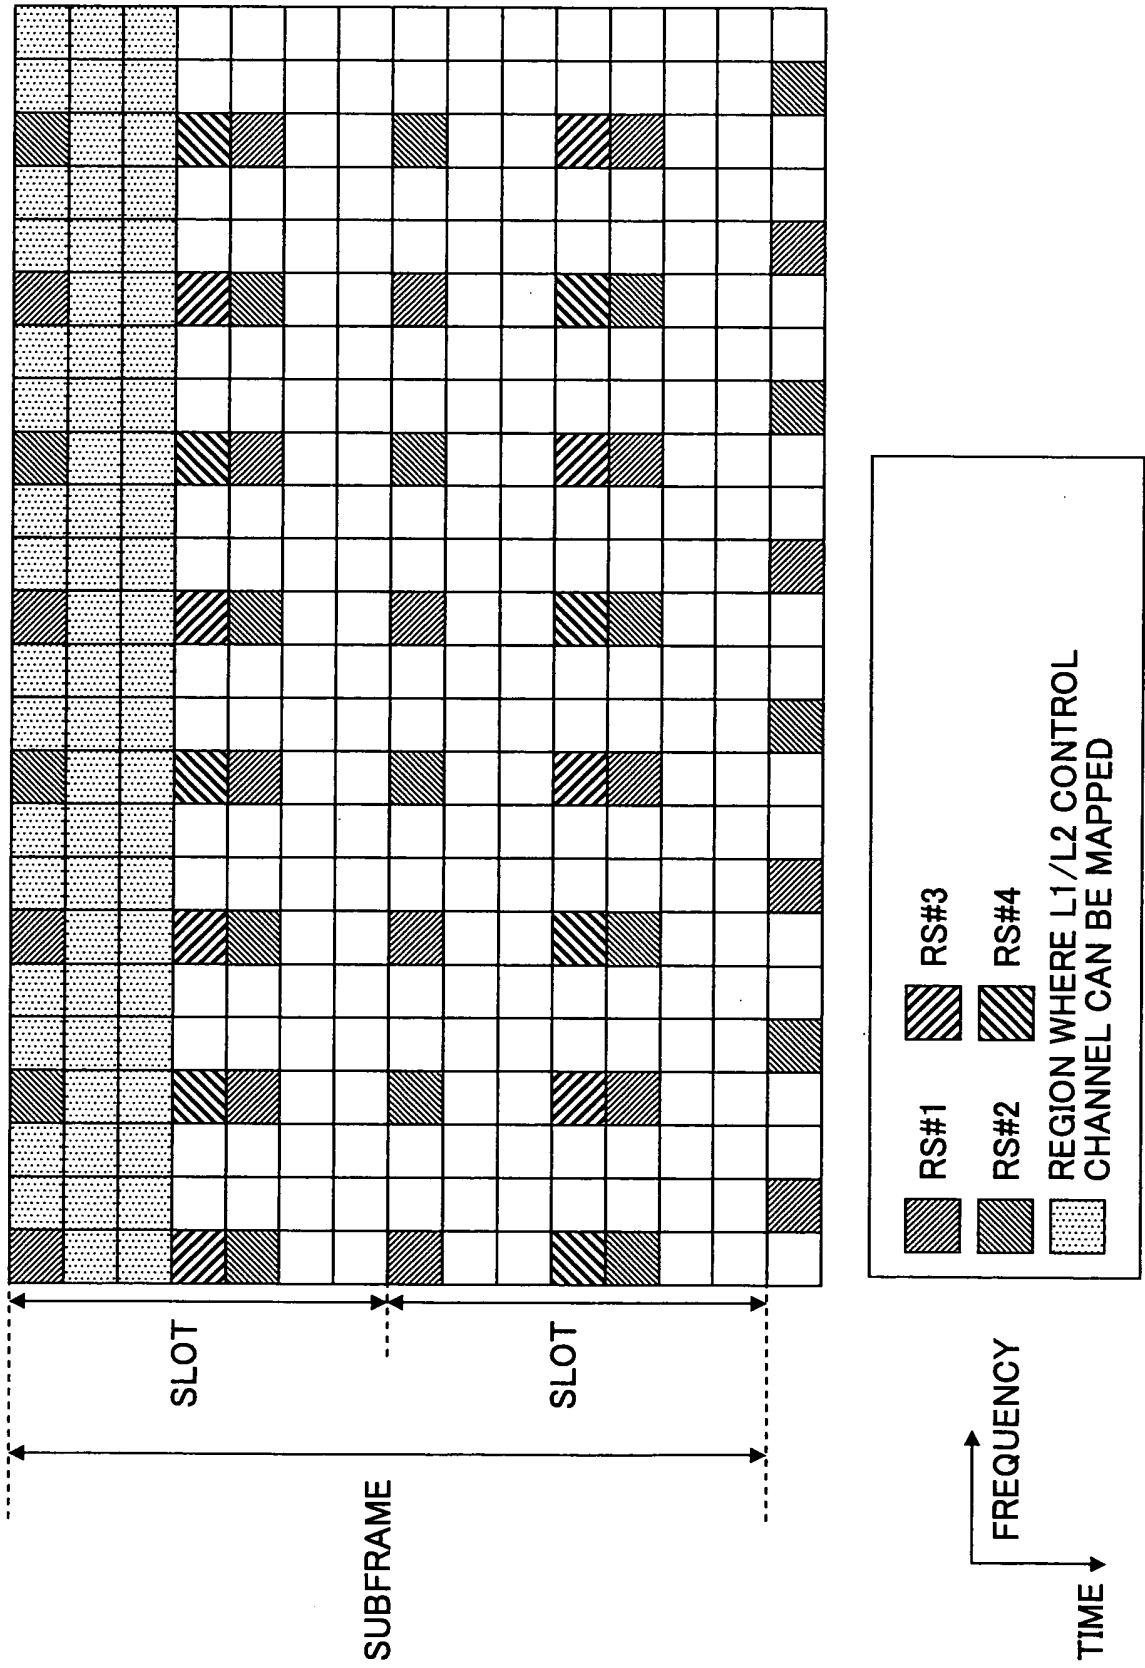 SUBFRAME
SLOT
SLOT
FREQUENCY
TIME
RS#1
RS#3
RS#2
RS#4
REGION WHERE L1/L2 CONTROL
CHANNEL CAN BE MAPPED